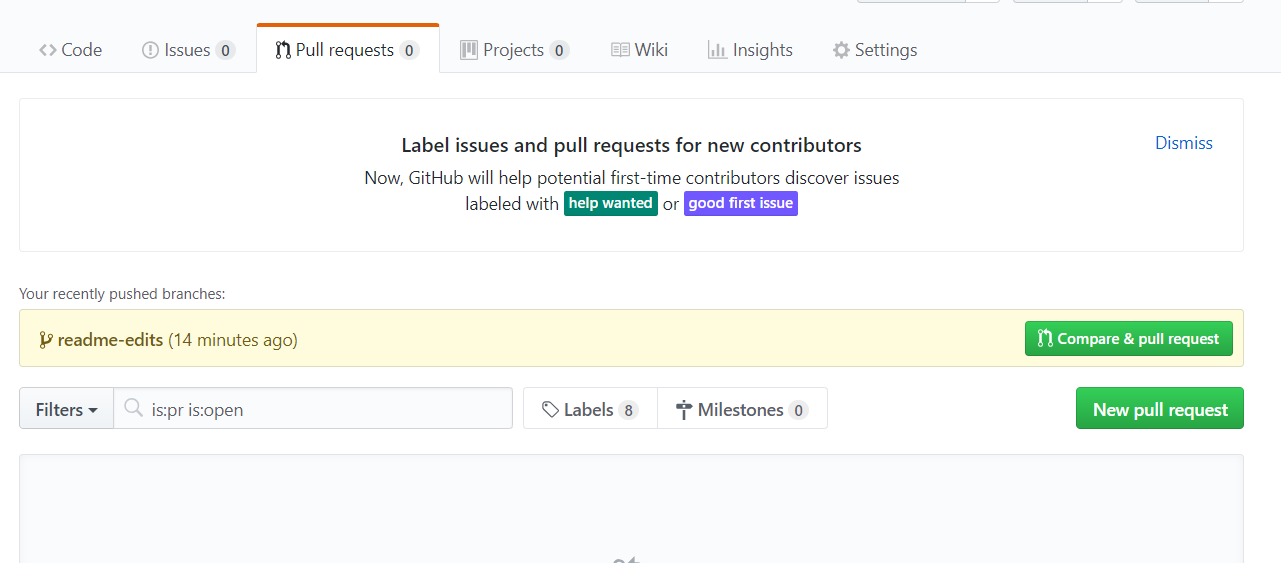 Code Issues 0 Pull requests 0 Projects 0 Wiki Insights Settings
Label issues and pull requests for new contributors
Dismiss
Now, GitHub will help potential first-time contributors discover issues
labeled with help wanted or good first issue
Your recently pushed branches:
readme-edits (14 minutes ago) Compare & pull request
Filters is:pr is:open Labels 8 Milestones 0 New pull request